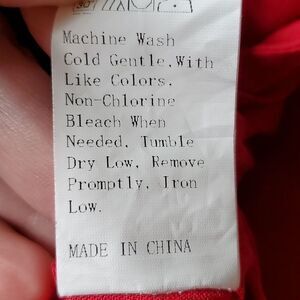 30
Machine Wash
Cold Gentle,With
Like Colors.
Non-Chlorine
Bleach When
Needed, Tumble
Dry Low, Remove
Promptly, Iron
Low.
MADE IN CHINA